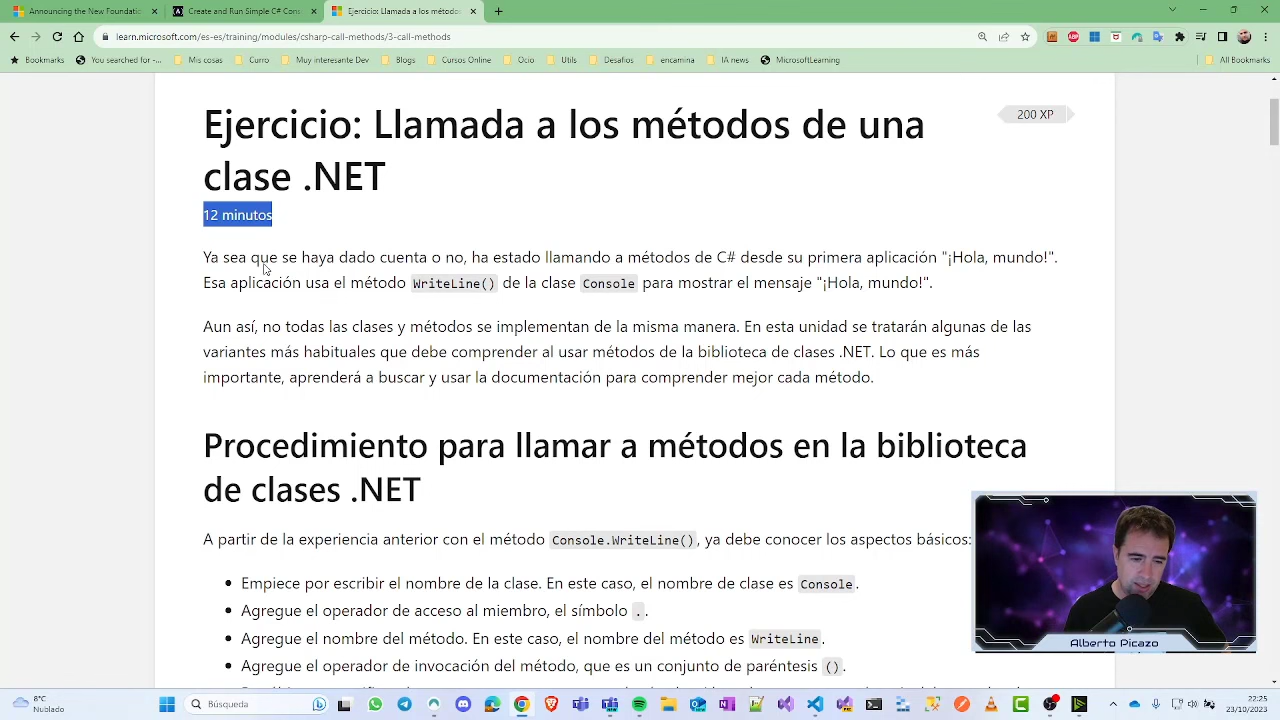 Announcing the New Foundatio
Create and Run Simple C# Cons
Ejercicio: Llamada a los métodos
learn.microsoft.com/es-es/training/modules/csharp-call-methods/3-call-methods
Bookmarks
You searched for -...
Mis cosas
Curro
Muy interesante Dev
Blogs
Cursos Online
Ocio
Utils
Desafios
encamina
IA news
MicrosoftLearning
All Bookmarks
Ejercicio: Llamada a los métodos de una
clase .NET
200 XP
12 minutos
Ya sea que se haya dado cuenta o no, ha estado llamando a métodos de C# desde su primera aplicación "¡Hola, mundo!".
Esa aplicación usa el método WriteLine() de la clase Console para mostrar el mensaje "¡Hola, mundo!".
Aun así, no todas las clases y métodos se implementan de la misma manera. En esta unidad se tratarán algunas de las
variantes más habituales que debe comprender al usar métodos de la biblioteca de clases .NET. Lo que es más
importante, aprenderá a buscar y usar la documentación para comprender mejor cada método.
Procedimiento para llamar a métodos en la biblioteca
de clases .NET
A partir de la experiencia anterior con el método Console.WriteLine(), ya debe conocer los aspectos básicos:
Empiece por escribir el nombre de la clase. En este caso, el nombre de clase es Console.
Agregue el operador de acceso al miembro, el símbolo ..
Agregue el nombre del método. En este caso, el nombre del método es WriteLine.
Agregue el operador de invocación del método, que es un conjunto de paréntesis ().
Alberto Picazo
8°C
Nublado
Búsqueda
22:25
23/10/2023